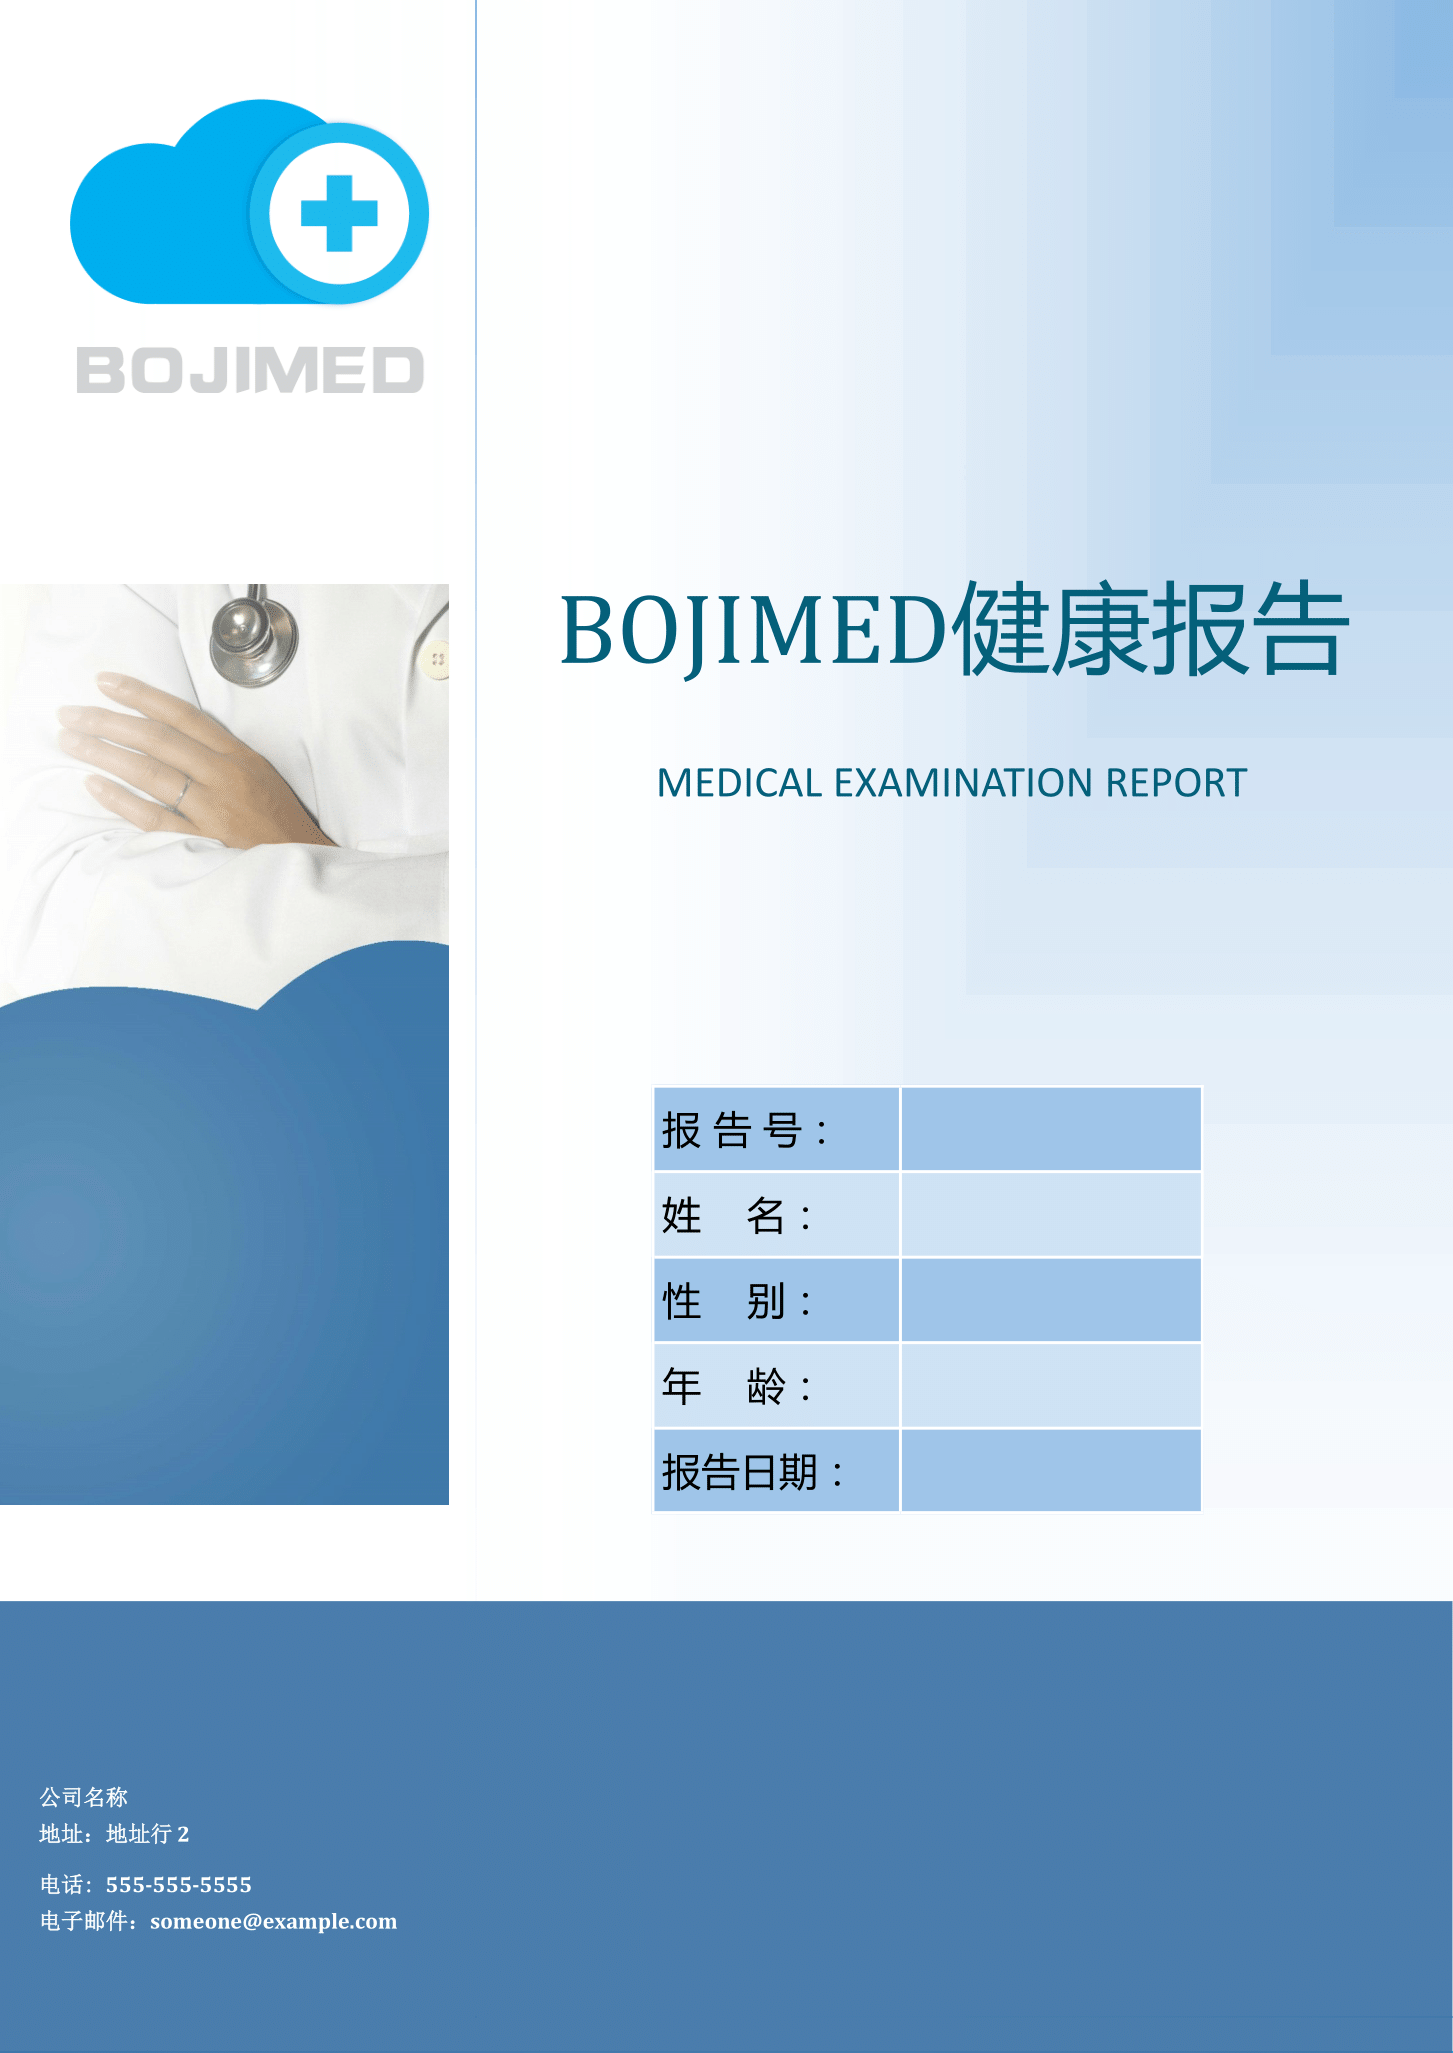 BOJIMED
BOJIMED健康报告
MEDICAL EXAMINATION REPORT
报 告 号：
姓 名：
性 别：
年 龄：
报告日期：
公司名称
地址：地址行 2
电话：555-555-5555
电子邮件：someone@example.com